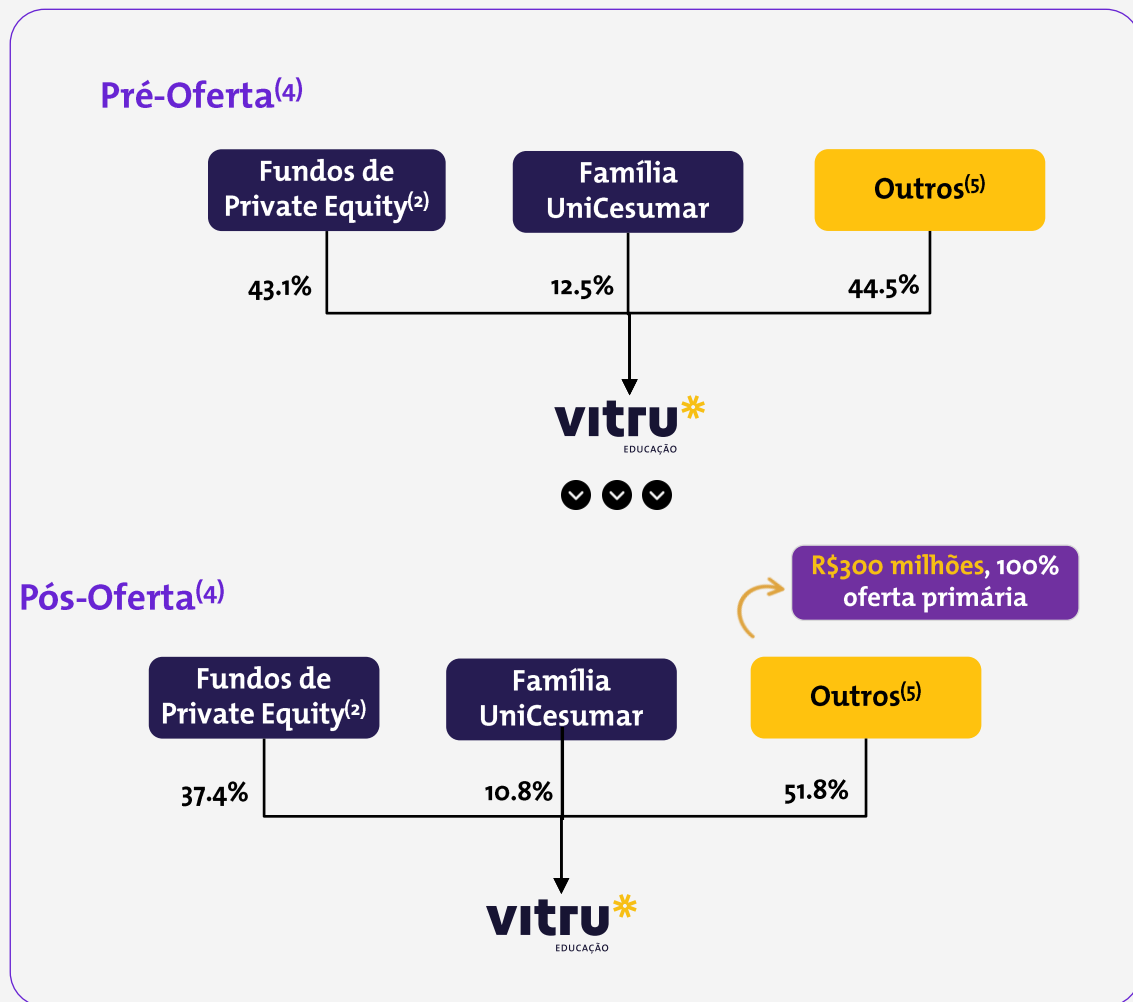 Pré-Oferta(4)
Fundos de
Private Equity(2)
Família
UniCesumar
Outros(5)
43.1%
12.5%
44.5%
vitru
EDUCAÇÃO
R$300 milhões, 100%
oferta primária
Pós-Oferta(4)
Fundos de
Private Equity(2)
Família
UniCesumar
Outros(5)
37.4%
10.8%
51.8%
vitru
EDUCAÇÃO